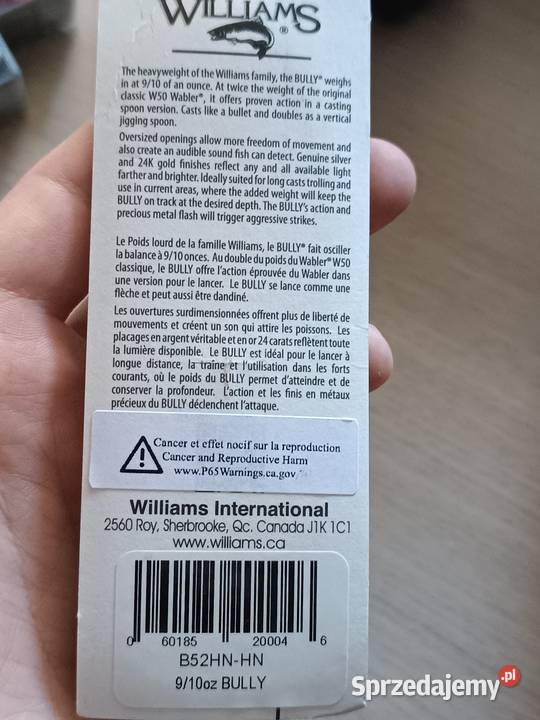 WILLIAMS
®
The heavyweight of the Williams family, the BULLY® weighs
in at 9/10 of an ounce. At twice the weight of the original
classic W50 Wabler®, it offers proven action in a casting
spoon version. Casts like a bullet and doubles as a vertical
jigging spoon.
Oversized openings allow more freedom of movement and
also create an audible sound fish can detect. Genuine silver
and 24K gold finishes reflect any and all available light
farther and brighter. Ideally suited for long casts trolling and
use in current areas, where the added weight will keep the
BULLY on track at the desired depth. The BULLY's action and
precious metal flash will trigger aggressive strikes.
Le Poids lourd de la famille Williams, le BULLY® fait osciller
la balance à 9/10 onces. Au double du poids du Wabler® W50
classique, le BULLY offre l'action éprouvée du Wabler dans
une version pour le lancer. Le BULLY se lance comme une
flèche et peut aussi être dandiné.
Les ouvertures surdimensionnées offrent plus de liberté de
mouvements et créent un son qui attire les poissons. Les
placages en argent véritable et en or 24 carats reflètent toute
la lumière disponible. Le BULLY est idéal pour le lancer à
longue distance, la traîne et l'utilisation dans les forts
courants, où le poids du BULLY permet d'atteindre et de
conserver la profondeur. L'action et les finis en métaux
précieux du BULLY déclenchent l'attaque.
Cancer et effet nocif sur la reproduction
Cancer and Reproductive Harm
www.P65Warnings.ca.gov
Williams International
2560 Roy, Sherbrooke, Qc. Canada J1K 1C1
www.williams.ca
0 60185 20004 6
B52HN-HN
9/10oz BULLY
Sprzedajemy.pl